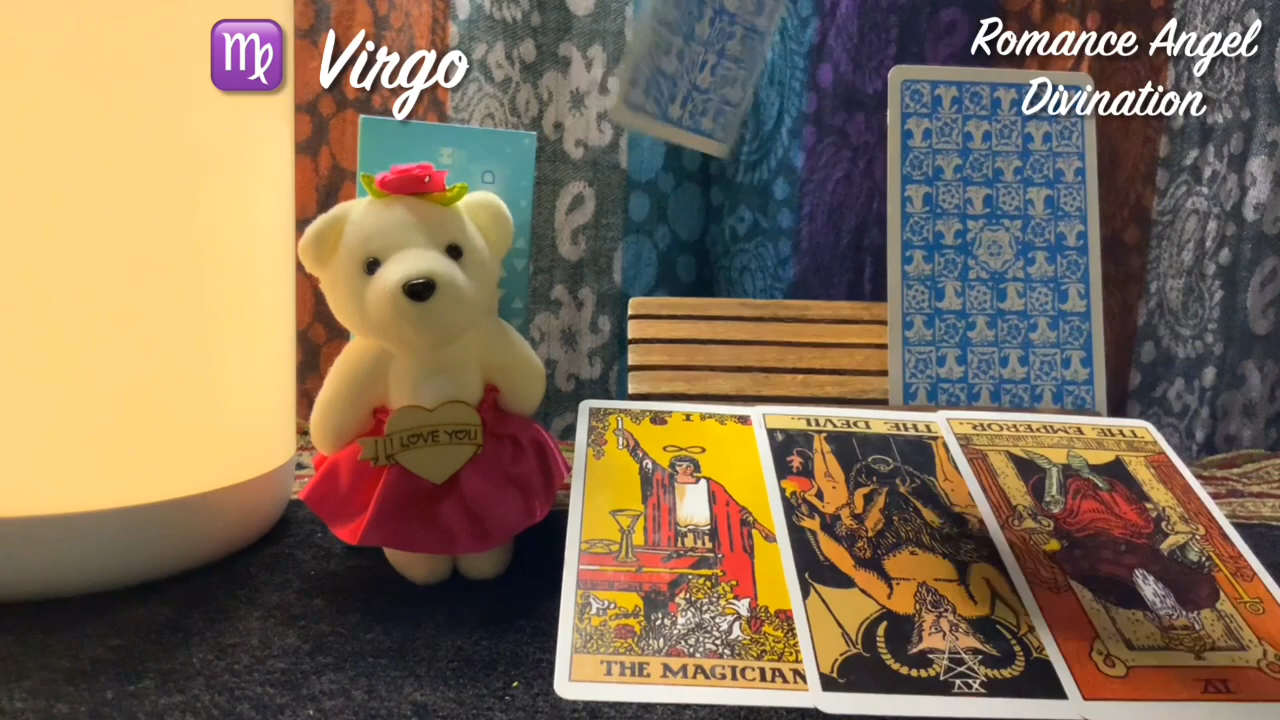 ♍ Virgo
Romance Angel
Divination
D
I LOVE YOU
I
THE MAGICIAN
THE DEVIL.
XV
THE EMPEROR.
IV